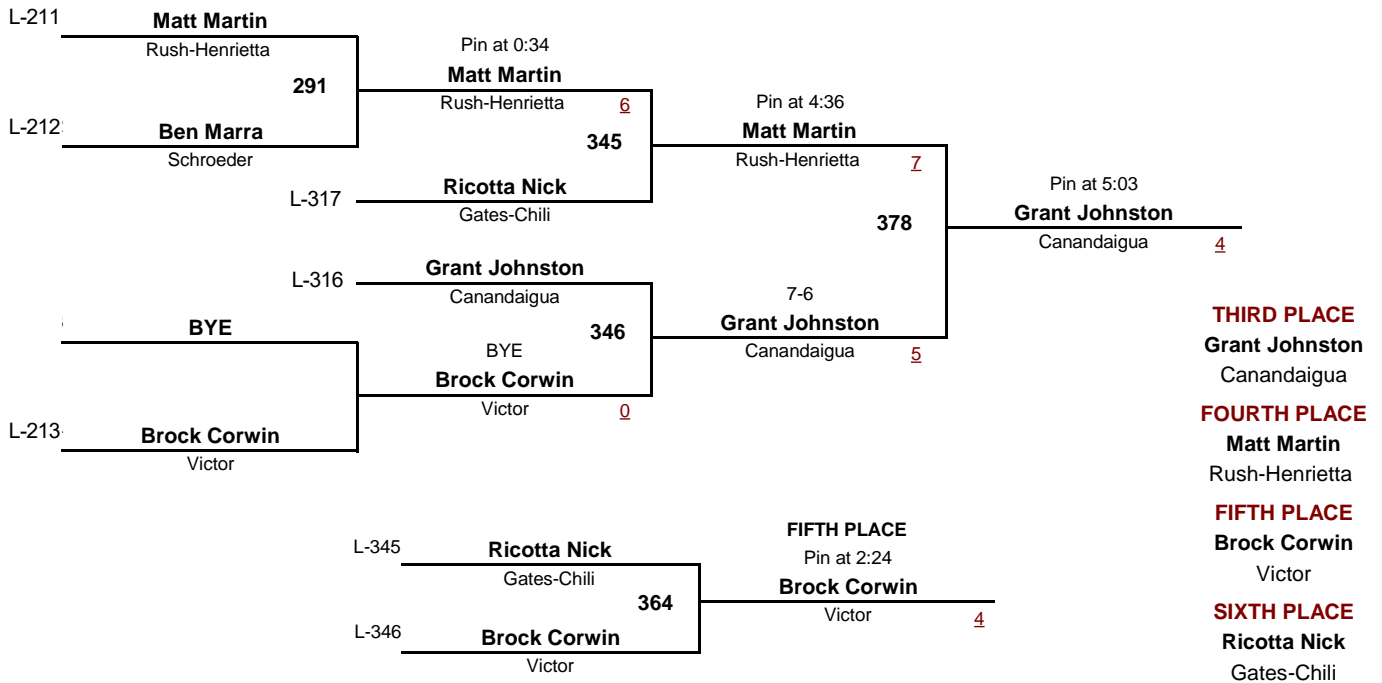 L-211
Matt Martin
Rush-Henrietta
291
L-212
Ben Marra
Schroeder
Pin at 0:34
Matt Martin
Rush-Henrietta 6
345
L-317
Ricotta Nick
Gates-Chili
Pin at 4:36
Matt Martin
Rush-Henrietta 7
378
L-316
Grant Johnston
Canandaigua
346
BYE
BYE
Brock Corwin
Victor 0
L-213
Brock Corwin
Victor
7-6
Grant Johnston
Canandaigua 5
Pin at 5:03
Grant Johnston
Canandaigua 4
THIRD PLACE
Grant Johnston
Canandaigua
FOURTH PLACE
Matt Martin
Rush-Henrietta
FIFTH PLACE
Brock Corwin
Victor
SIXTH PLACE
Ricotta Nick
Gates-Chili
L-345
Ricotta Nick
Gates-Chili
364
L-346
Brock Corwin
Victor
FIFTH PLACE
Pin at 2:24
Brock Corwin
Victor 4